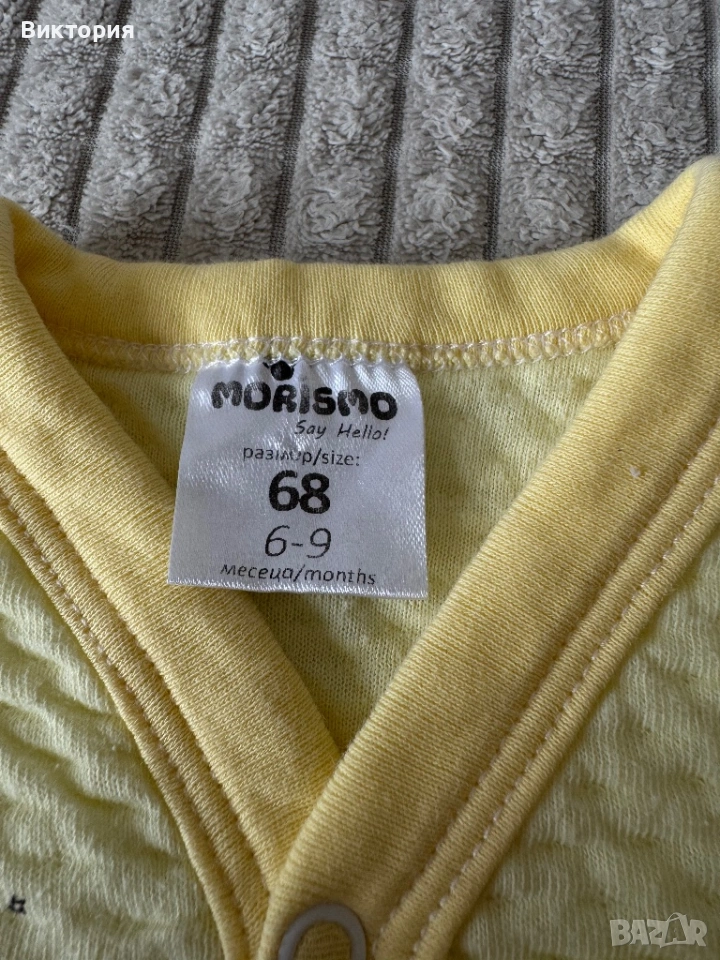 Виктория
MORISMO
Say Hello!
размер/size:
68
6-9
месеца/months
BAZAR